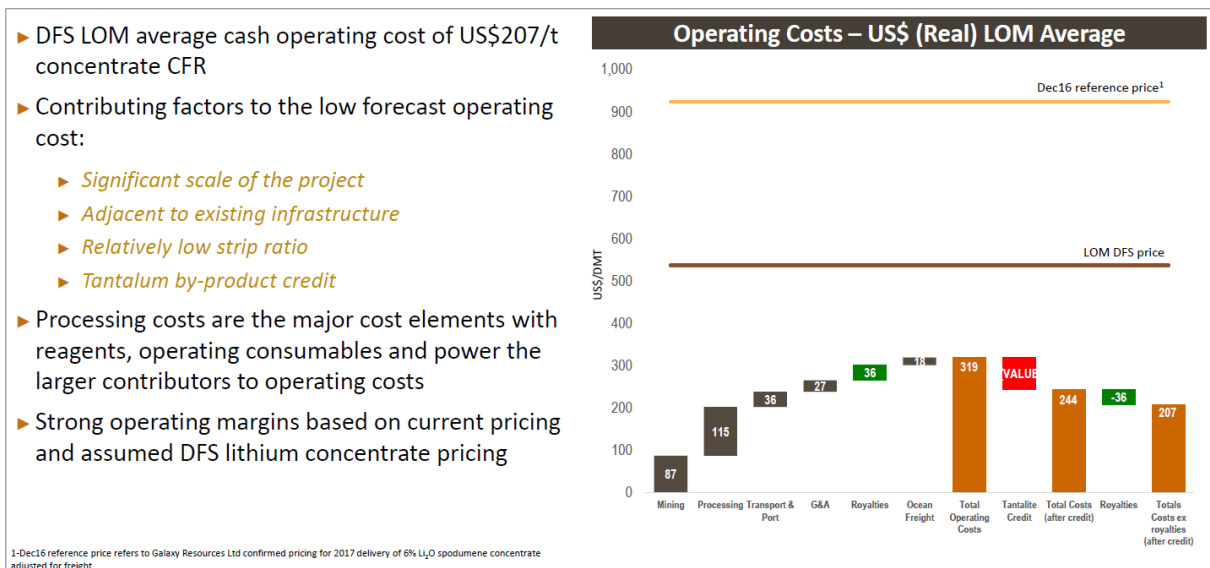 ► DFS LOM average cash operating cost of US$207/t
concentrate CFR
► Contributing factors to the low forecast operating
cost:
► Significant scale of the project
► Adjacent to existing infrastructure
► Relatively low strip ratio
► Tantalum by-product credit
► Processing costs are the major cost elements with
reagents, operating consumables and power the
larger contributors to operating costs
► Strong operating margins based on current pricing
and assumed DFS lithium concentrate pricing
1-Dec16 reference price refers to Galaxy Resources Ltd confirmed pricing for 2017 delivery of 6% Li₂O spodumene concentrate
adjusted for freight
Operating Costs – US$ (Real) LOM Average
US$/DMT
1,000
900
800
700
600
500
400
300
200
100
0
Dec16 reference price¹
LOM DFS price
87
115
36
27
36
18
319
VALUE
244
-36
207
Mining
Processing
Transport &
Port
G&A
Royalties
Ocean
Freight
Total
Operating
Costs
Tantalite
Credit
Total Costs
(after credit)
Royalties
Totals
Costs ex
royalties
(after credit)